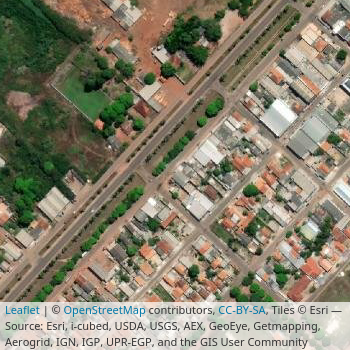 Leaflet | © OpenStreetMap contributors, CC-BY-SA, Tiles © Esri —
Source: Esri, i-cubed, USDA, USGS, AEX, GeoEye, Getmapping,
Aerogrid, IGN, IGP, UPR-EGP, and the GIS User Community